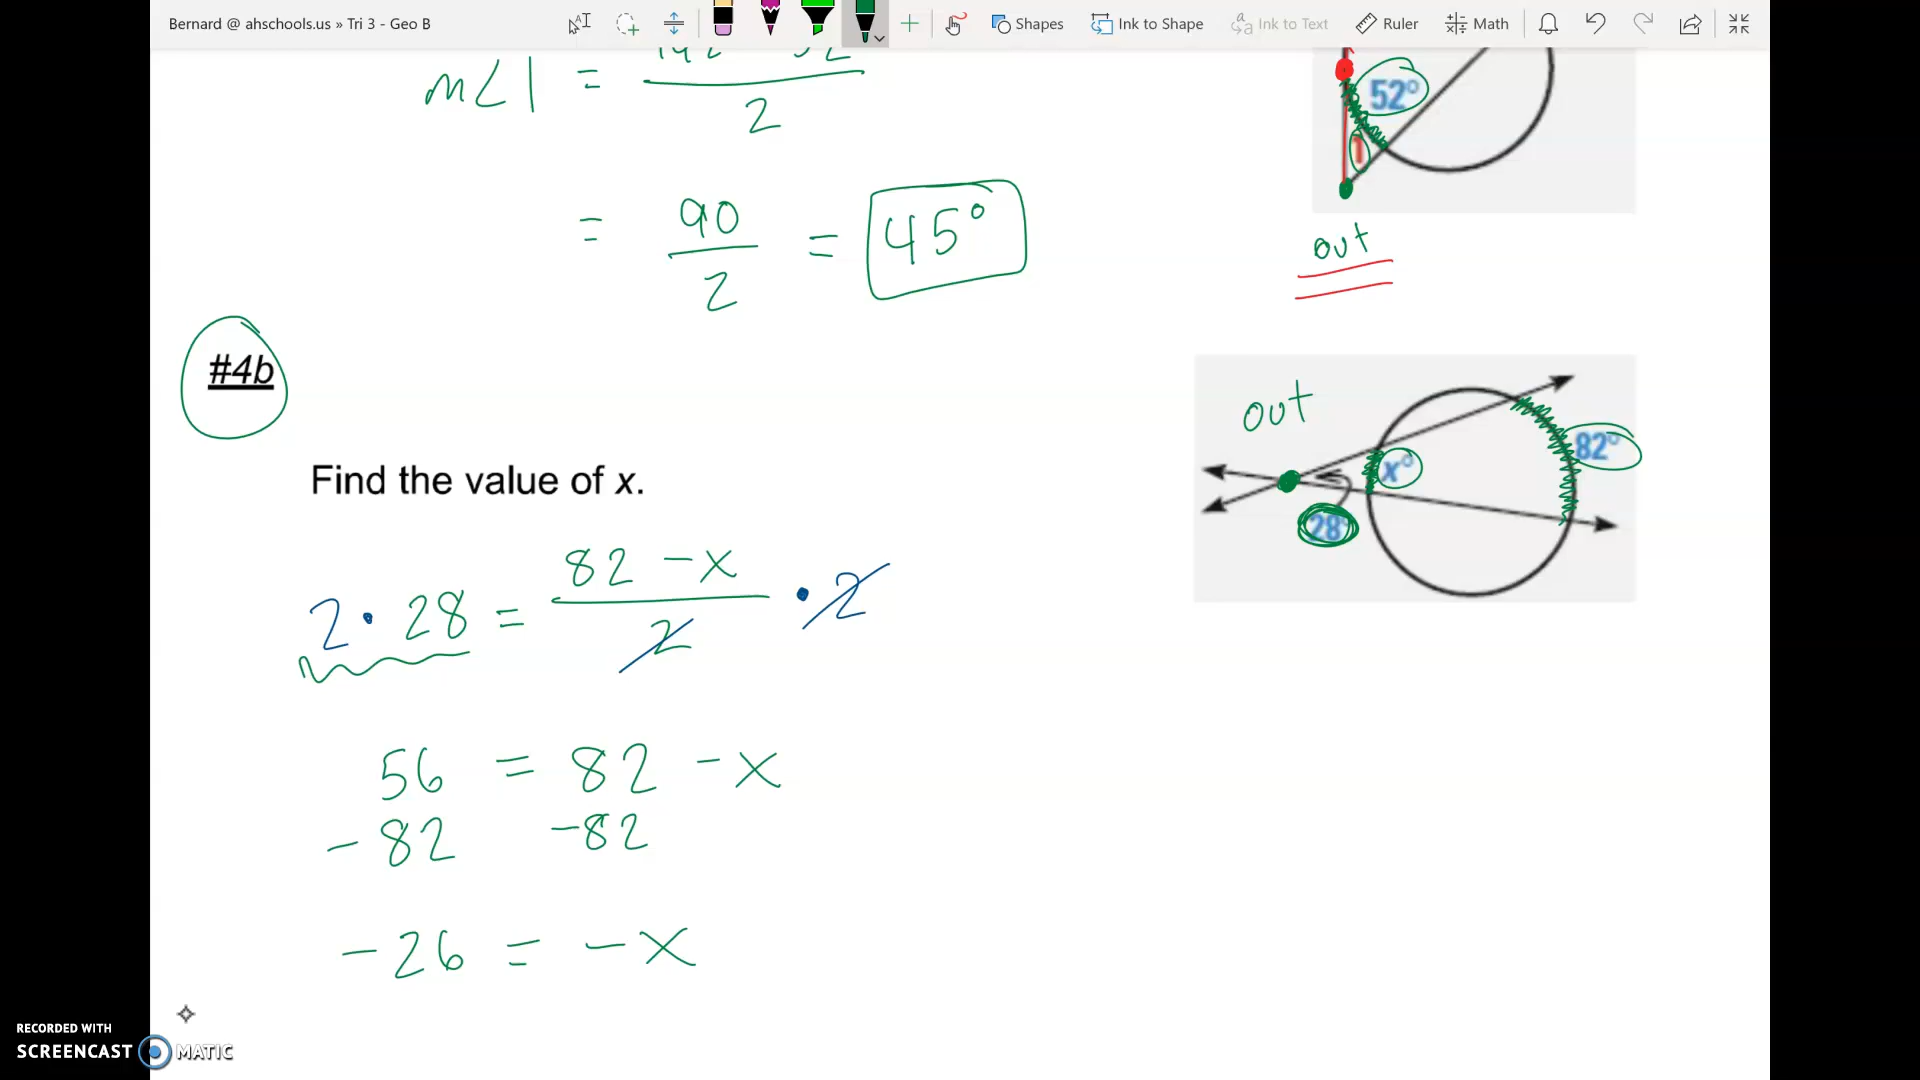 Bernard @ ahschools.us » Tri 3 - Geo B
Shapes
Ink to Shape
Ink to Text
Ruler
Math
m∠1 =
2
52°
1
= 90/2 = 45°
out
#4b
out
82°
x°
28
Find the value of x.
2 · 28 = (82 - x)/2 · 2
56 = 82 - x
- 82 - 82
- 26 = - x
RECORDED WITH
SCREENCAST MATIC